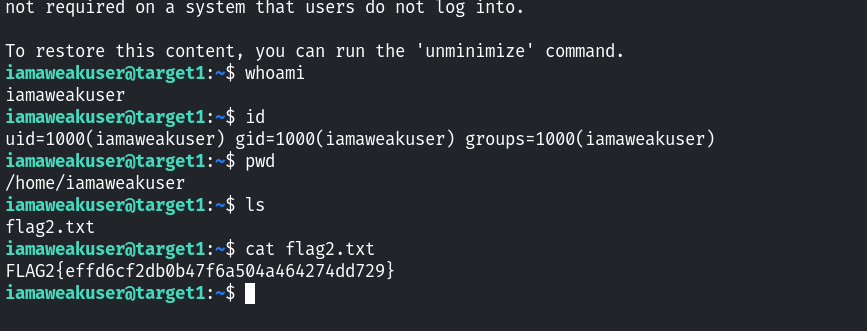 not required on a system that users do not log into.
To restore this content, you can run the 'unminimize' command.
iamaweakuser@target1:~$ whoami
iamaweakuser
iamaweakuser@target1:~$ id
uid=1000(iamaweakuser) gid=1000(iamaweakuser) groups=1000(iamaweakuser)
iamaweakuser@target1:~$ pwd
/home/iamaweakuser
iamaweakuser@target1:~$ ls
flag2.txt
iamaweakuser@target1:~$ cat flag2.txt
FLAG2{effd6cf2db0b47f6a504a464274dd729}
iamaweakuser@target1:~$